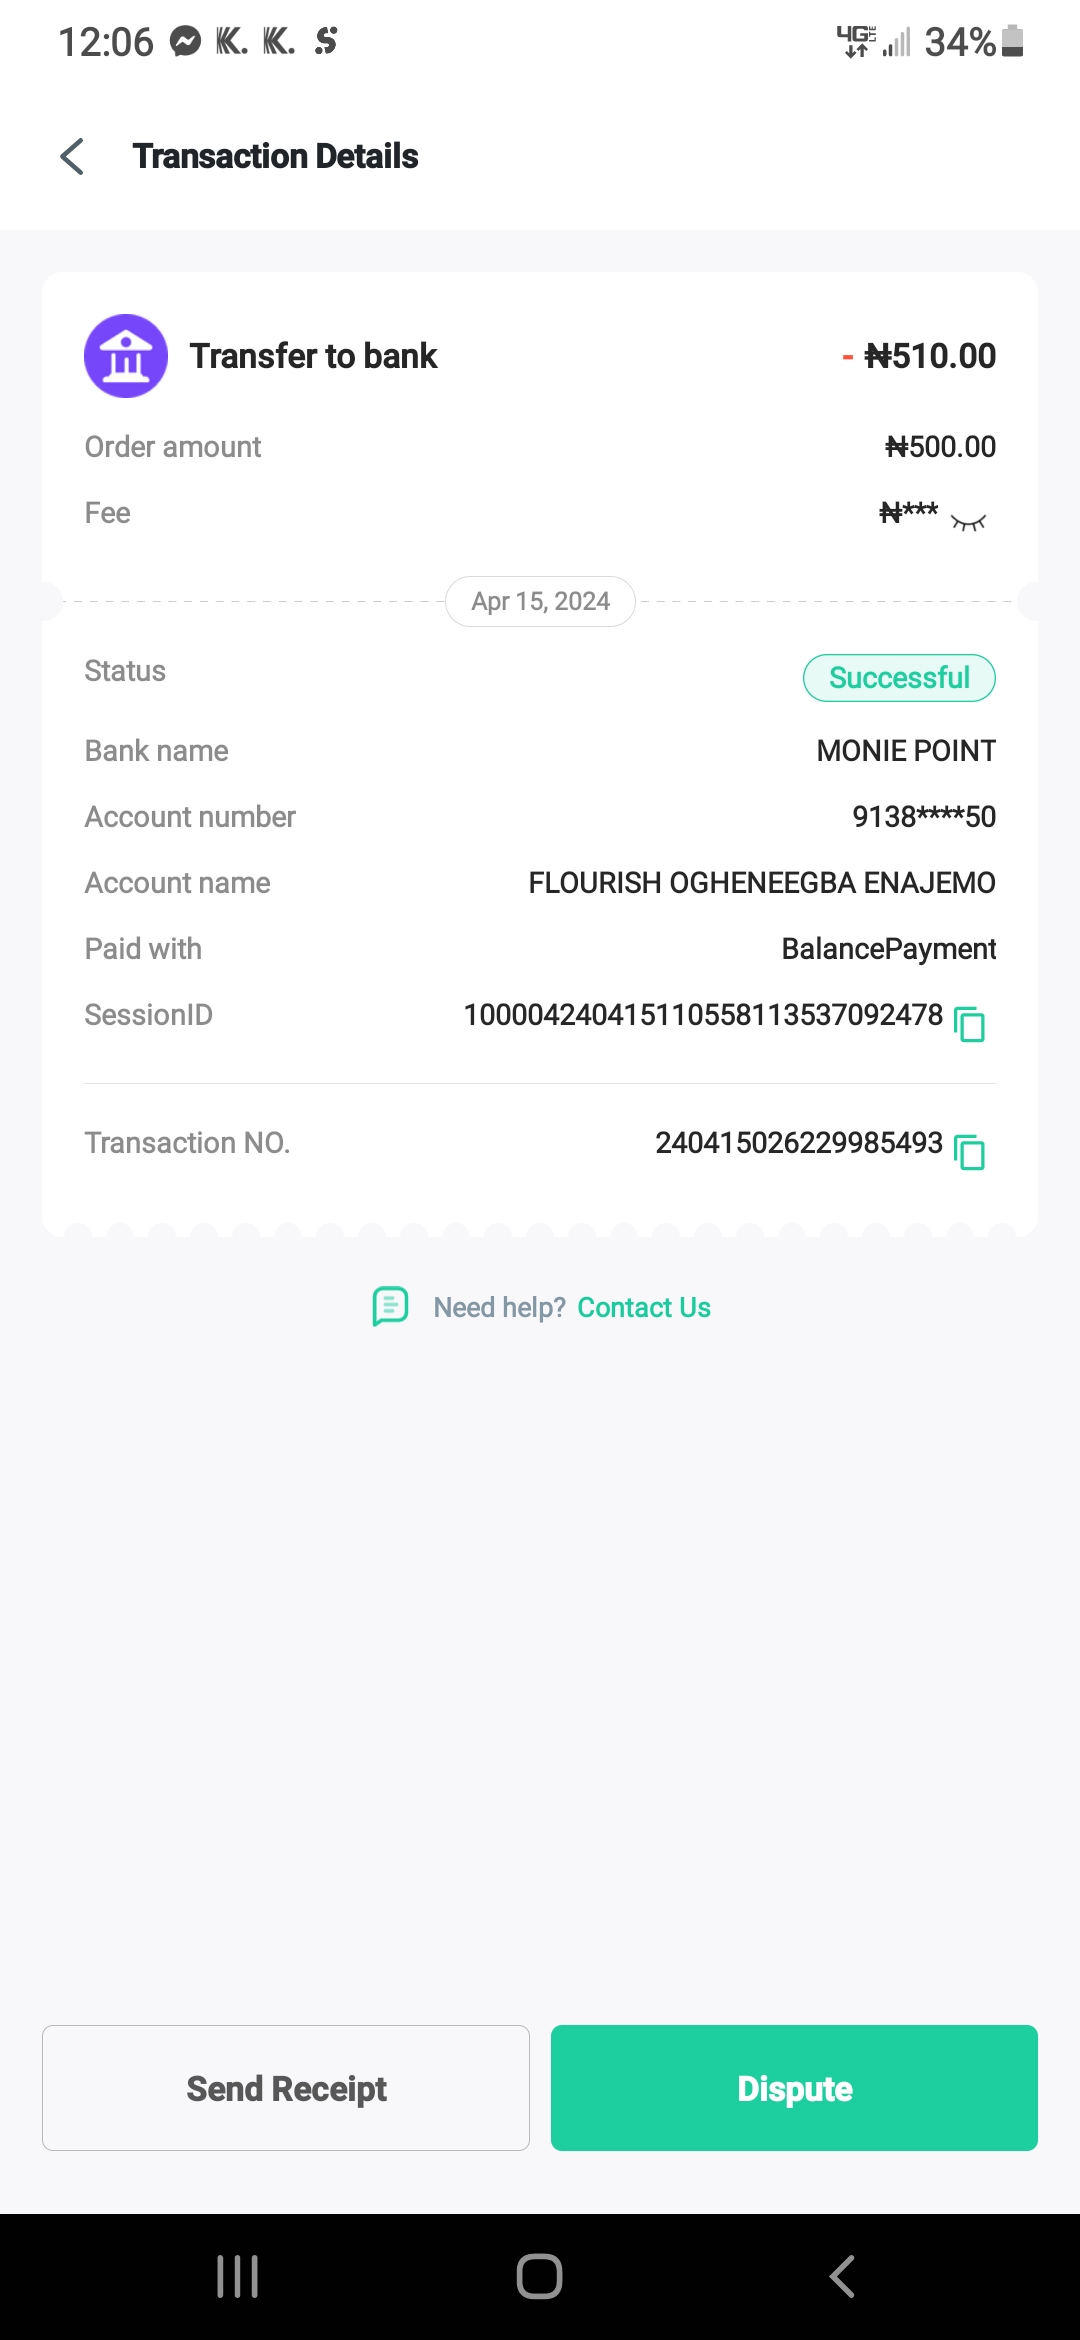 12:06 K. K. S 4G LTE 34%
Transaction Details
Transfer to bank - ₦510.00
Order amount ₦500.00
Fee ₦***
Apr 15, 2024
Status Successful
Bank name MONIE POINT
Account number 9138****50
Account name FLOURISH OGHENEEGBA ENAJEMO
Paid with BalancePayment
SessionID 100004240415110558113537092478
Transaction NO. 240415026229985493
Need help? Contact Us
Send Receipt Dispute